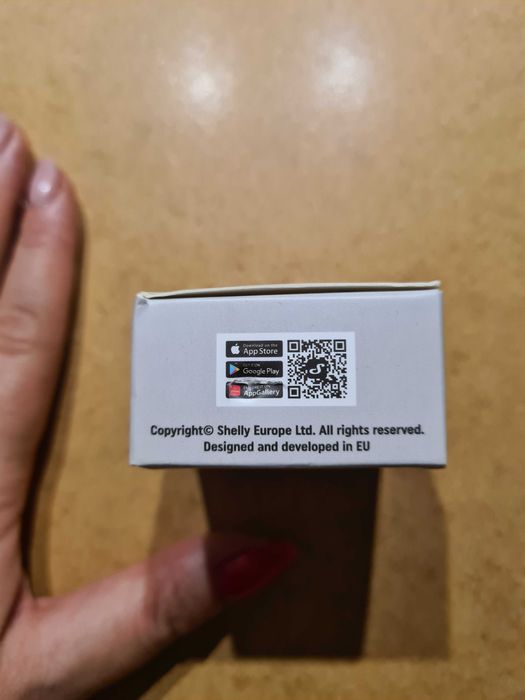 Download on the
App Store
GET IT ON
Google Play
AppGallery
Copyright© Shelly Europe Ltd. All rights reserved.
Designed and developed in EU